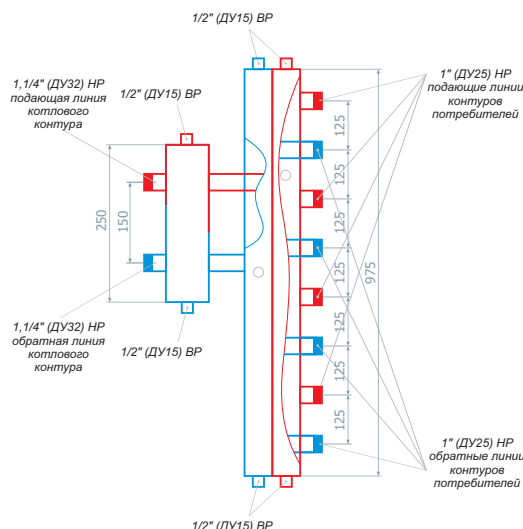 1/2" (ДУ15) ВР
1,1/4" (ДУ32) НР
подающая линия
котлового
контура
1/2" (ДУ15) ВР
1" (ДУ25) НР
подающие линии
контуров
потребителей
125
125
125
125
125
125
125
975
250
150
1,1/4" (ДУ32) НР
обратная линия
котлового
контура
1/2" (ДУ15) ВР
1" (ДУ25) НР
обратные линии
контуров
потребителей
1/2" (ДУ15) ВР